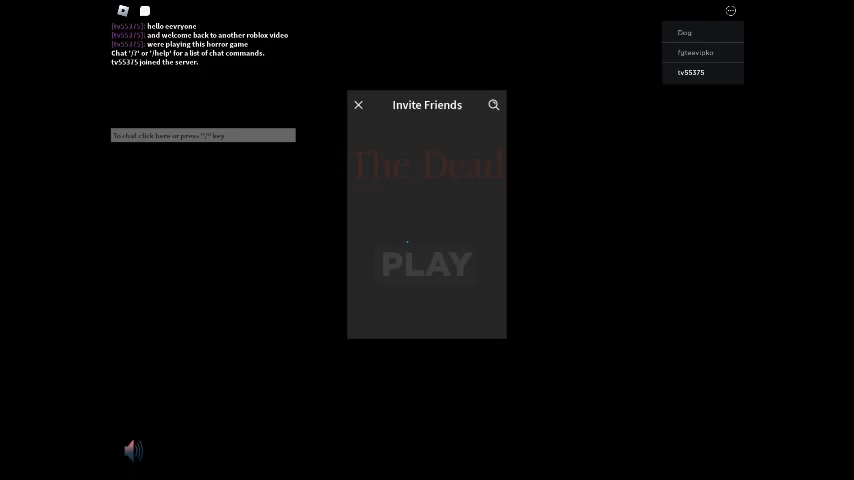 [tv55375]: hello eevryone
[tv55375]: and welcome back to another roblox video
[tv55375]: were playing this horror game
Chat '/?' or '/help' for a list of chat commands.
tv55375 joined the server.
To chat click here or press "/" key
Invite Friends
The Dead
PLAY
Dog
fgteevipko
tv55375